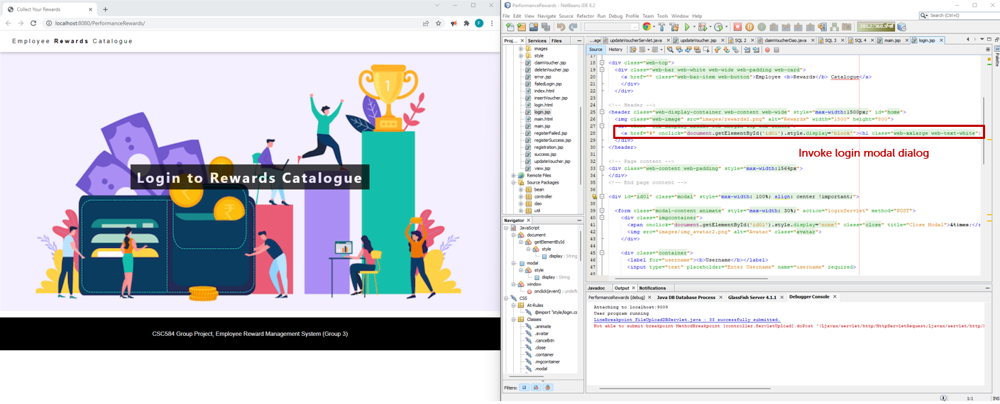 Collect Your Rewards
localhost:8080/PerformanceRewards/
F
Employee Rewards Catalogue
1
Login to Rewards Catalogue
CSC584 Group Project, Employee Reward Management System (Group 3)
PerformanceRewards - NetBeans IDE 8.2
File Edit View Navigate Source Refactor Run Debug Profile Team Tools Window Help
Search (Ctrl+I)
Proj... Services Files
images
style
claimVoucher.jsp
deleteVoucher.jsp
error.jsp
failedLogin.jsp
index.html
insertVoucher.jsp
login.html
login.jsp
main.html
main.jsp
registerFailed.jsp
registerSuccess.jsp
registration.jsp
success.jsp
updateVoucher.jsp
view.jsp
Remote Files
Source Packages
bean
controller
dao
util
Navigator
JavaScript
document
getElementById
style
display : String
modal
style
display : String
window
onclick(event) : undefi
CSS
At-Rules
@import "style/login.cs
Classes
.animate
.avatar
.cancelbtn
.close
.container
.imgcontainer
.modal
Filters:
...age updateVoucherServlet.java updateVoucher.jsp SQL 2 claimVoucherDao.java SQL 3 SQL 4 main.jsp login.jsp
Source History
Palette
17
18 <div class="web-top">
19 <div class="web-bar web-white web-wide web-padding web-card">
20 <a href="" class="web-bar-item web-button">Employee <b>Rewards</b> Catalogue</a>
21 </div>
22 </div>
23
24 <!-- Header -->
25 <header class="web-display-container web-content web-wide" style="max-width:1500px;" id="home">
26 <img class="web-image" src="images/rewards2.png" alt="Rewards" width="1500" height="800">
27
28 <a href="#" onclick="document.getElementById('id01').style.display='block'"><h1 class="web-xxlarge web-text-white">
29 </div>
30 </header>
31
Invoke login modal dialog
32 <!-- Page content -->
33 <div class="web-content web-padding" style="max-width:1564px">
34 </div>
35 <!-- End page content -->
36
<div id="id01" class="modal" style="max-width: 100%; align: center !important;">
38
39 <form class="modal-content animate" style="max-width: 30%;" action="loginServlet" method="POST">
40 <div class="imgcontainer">
41 <span onclick="document.getElementById('id01').style.display='none'" class="close" title="Close Modal">&times;</s
42 <img src="images/img_avatar2.png" alt="Avatar" class="avatar">
43 </div>
44
45 <div class="container">
46 <label for="username"><b>Username</b></label>
47 <input type="text" placeholder="Enter Username" name="username" required>
48
Javadoc Output Notifications
PerformanceRewards (debug) Java DB Database Process GlassFish Server 4.1.1 Debugger Console
Attaching to localhost:9009
User program running
LineBreakpoint FileUploadDBServlet.java : 33 successfully submitted.
Not able to submit breakpoint MethodBreakpoint [controller.ServletUpload].doPost '(Ljavax/servlet/http/HttpServletRequest;Ljavax/servlet/http/
1:1 INS